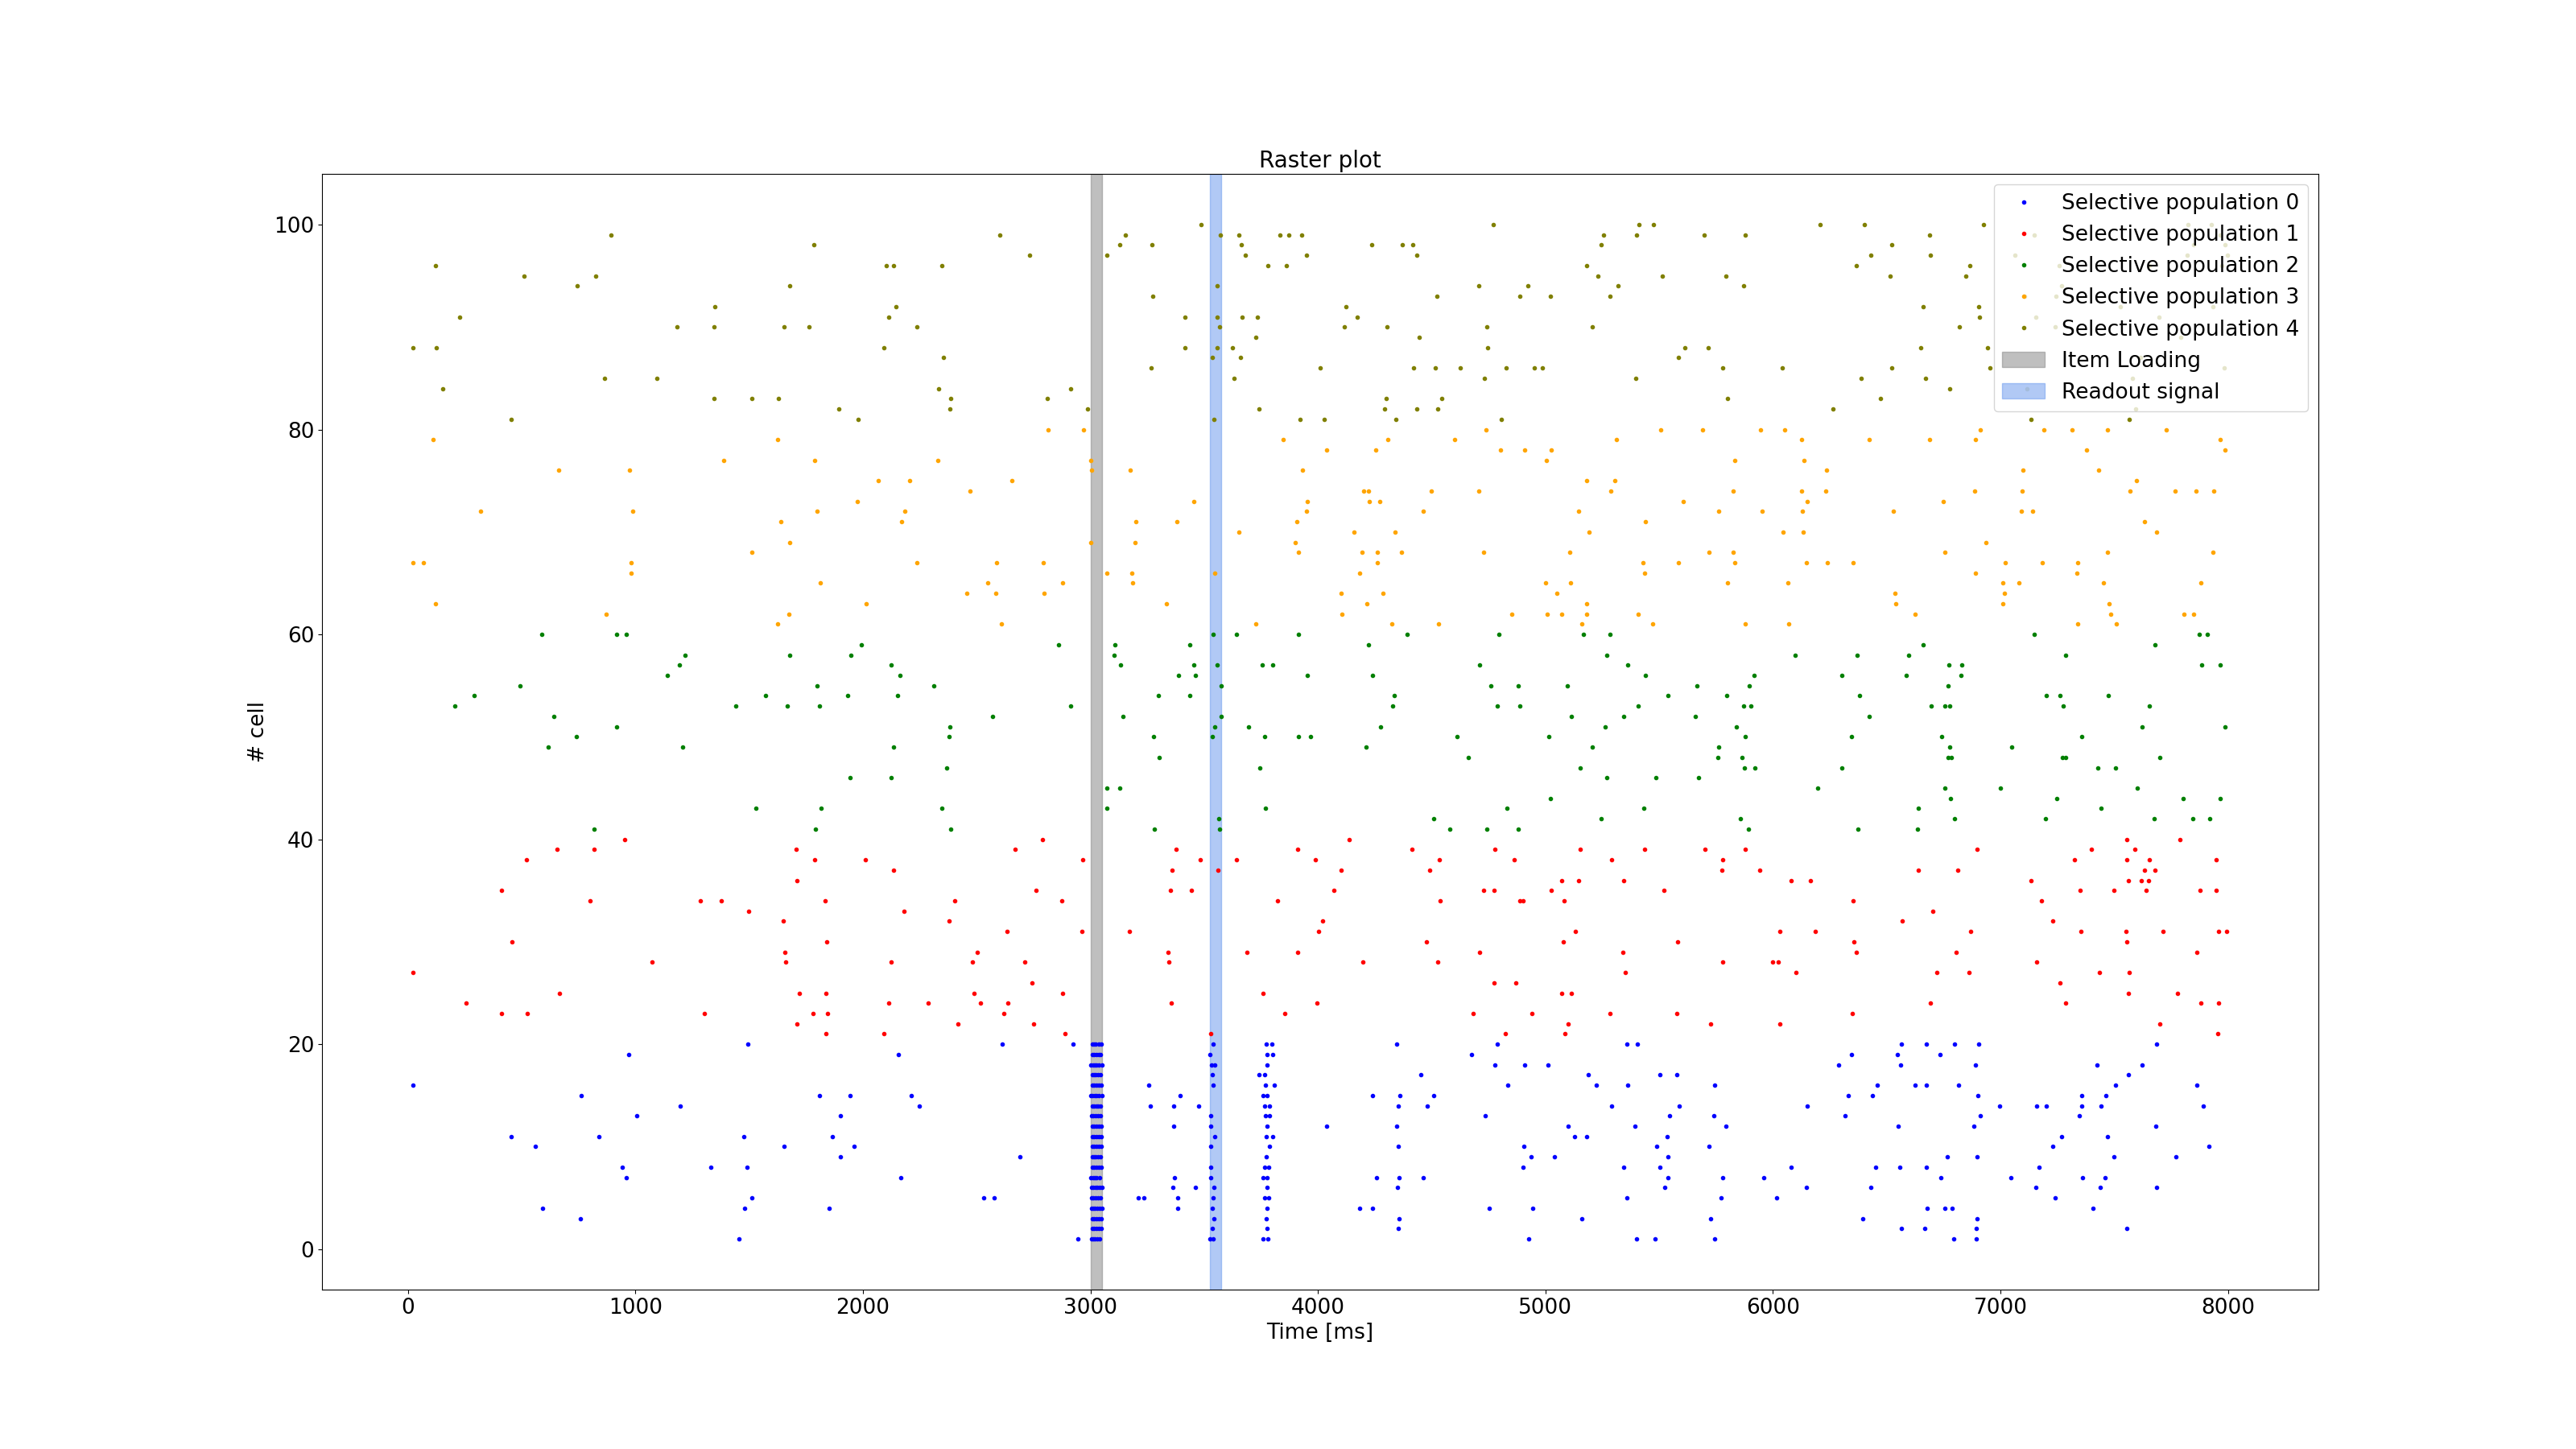 Raster plot
Selective population 0
Selective population 1
Selective population 2
Selective population 3
Selective population 4
Item Loading
Readout signal
# cell
100
80
60
40
20
0
0 1000 2000 3000 4000 5000 6000 7000 8000
Time [ms]